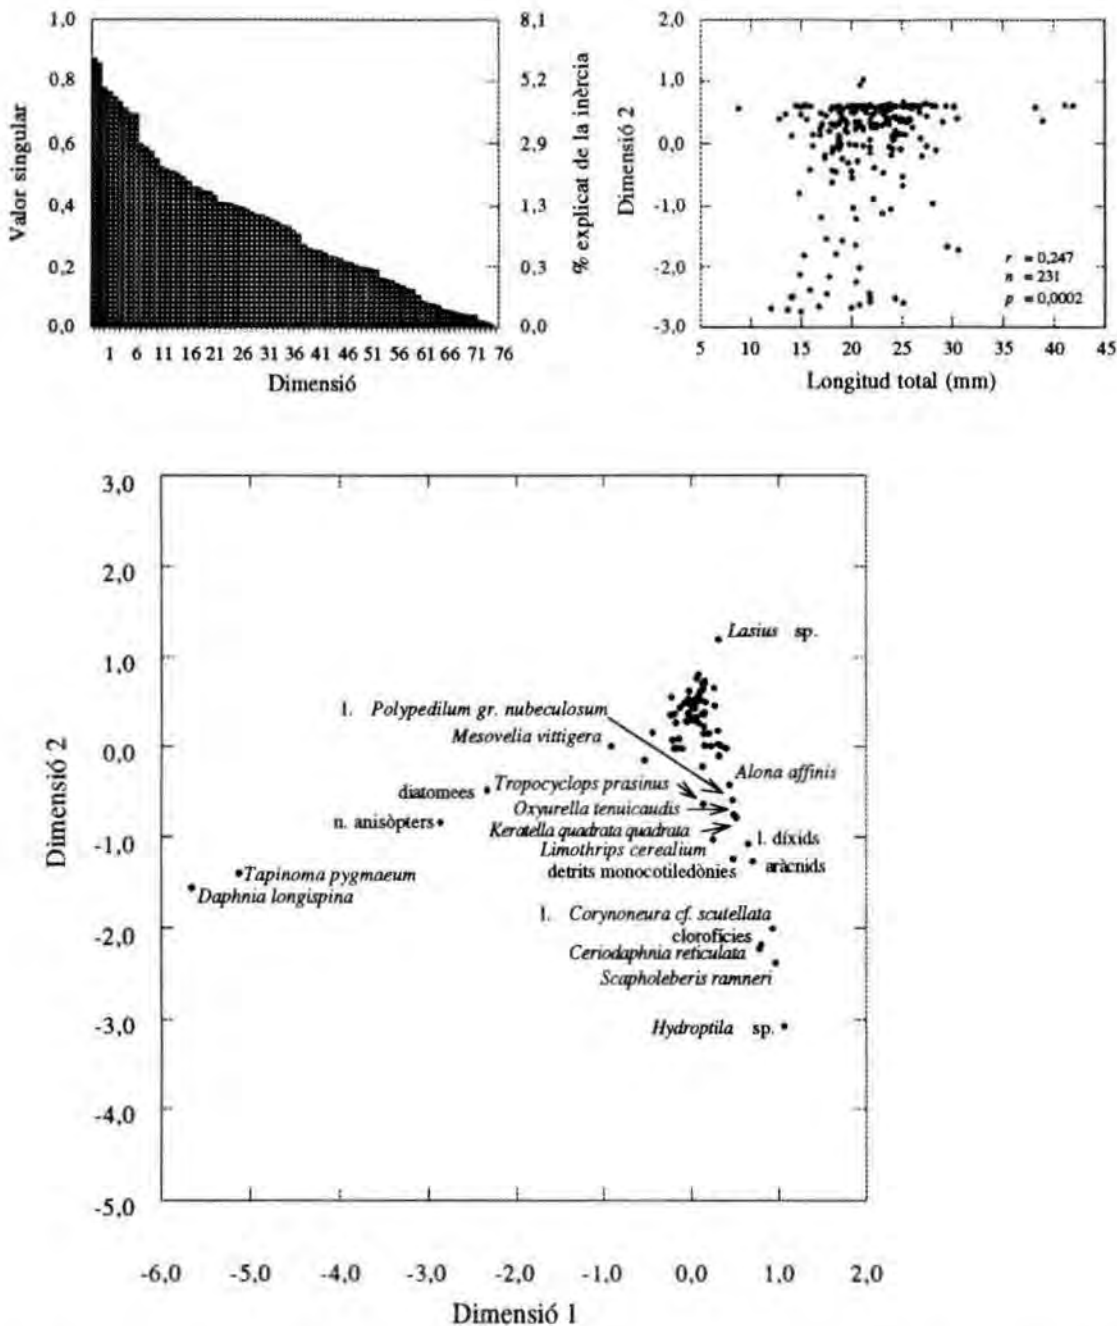 Valor singular
1,0
0,8
0,6
0,4
0,2
0,0
8,1
5,2
2,9
1,3
0,3
0,0
% explicat de la inèrcia
1 6 11 16 21 26 31 36 41 46 51 56 61 66 71 76
Dimensió
Dimensió 2
2,0
1,0
0,0
-1,0
-2,0
-3,0
r = 0,247
n = 231
p = 0,0002
5 10 15 20 25 30 35 40 45
Longitud total (mm)
Dimensió 2
3,0
2,0
1,0
0,0
-1,0
-2,0
-3,0
-4,0
-5,0
Lasius sp.
l. Polypedilum gr. nubeculosum
Mesovelia vittigera
Alona affinis
diatomees
Tropocyclops prasinus
Oxyurella tenuicaudis
n. anisòpters
Keratella quadrata quadrata
Limothrips cerealium
l. díxids
detrits monocotiledònies
aràcnids
Tapinoma pygmaeum
Daphnia longispina
l. Corynoneura cf. scutellata
clorofícies
Ceriodaphnia reticulata
Scapholeberis ramneri
Hydroptila sp.
-6,0 -5,0 -4,0 -3,0 -2,0 -1,0 0,0 1,0 2,0
Dimensió 1